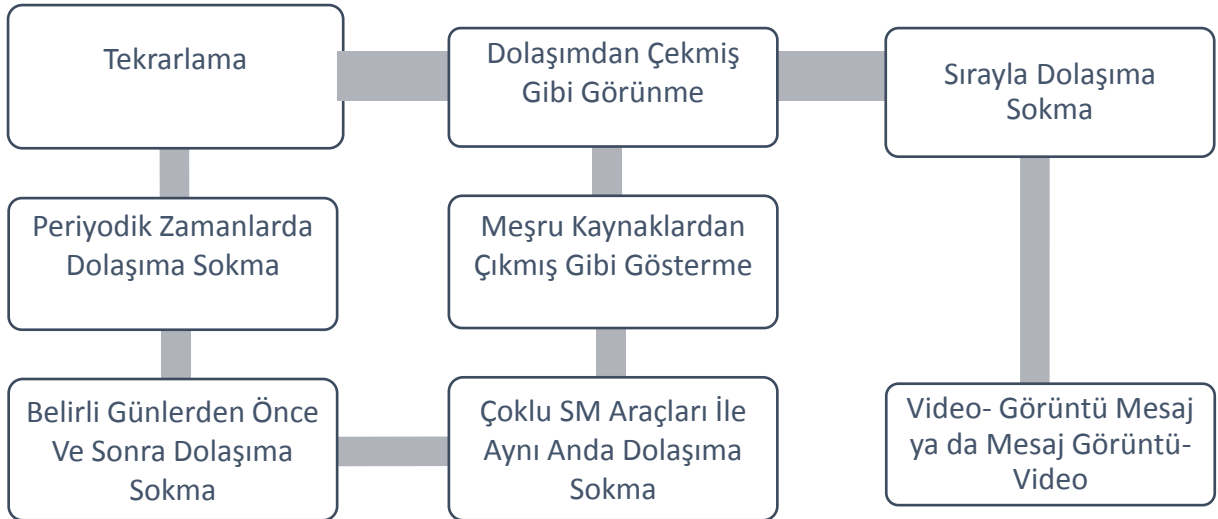 Tekrarlama
Dolaşımdan Çekmiş
Gibi Görünme
Sırayla Dolaşıma
Sokma
Periyodik Zamanlarda
Dolaşıma Sokma
Meşru Kaynaklardan
Çıkmış Gibi Gösterme
Belirli Günlerden Önce
Ve Sonra Dolaşıma
Sokma
Çoklu SM Araçları İle
Aynı Anda Dolaşıma
Sokma
Video- Görüntü Mesaj
ya da Mesaj Görüntü-
Video